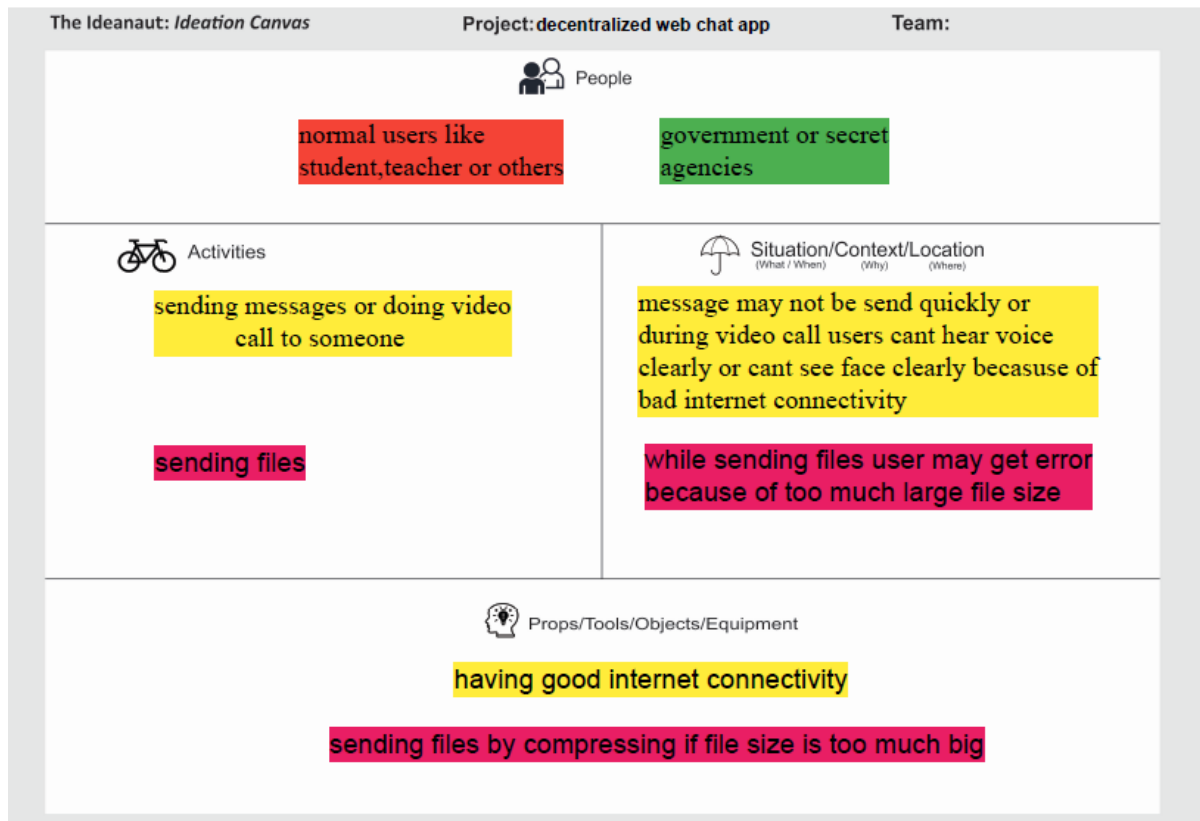 The Ideanaut: Ideation Canvas
Project: decentralized web chat app
Team:
People
normal users like
student,teacher or others
government or secret
agencies
Activities
sending messages or doing video
call to someone
sending files
Situation/Context/Location
(What / When) (Why) (Where)
message may not be send quickly or
during video call users cant hear voice
clearly or cant see face clearly becasuse of
bad internet connectivity
while sending files user may get error
because of too much large file size
Props/Tools/Objects/Equipment
having good internet connectivity
sending files by compressing if file size is too much big